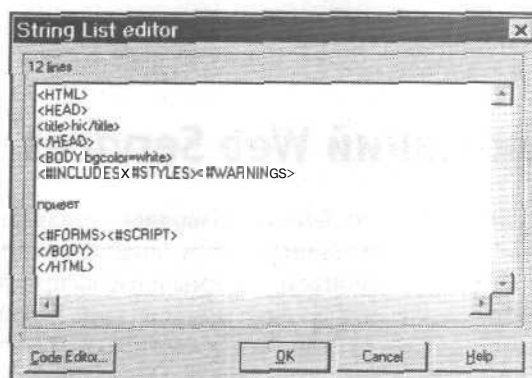 String List editor
12 lines
<HTML>
<HEAD>
<title>hi</title>
</HEAD>
<BODY bgcolor=white>
<#INCLUDESX#STYLES><#WARNINGS>
привет
<#FORMS><#SCRIPT>
</BODY>
</HTML>
Code Editor...
OK
Cancel
Help